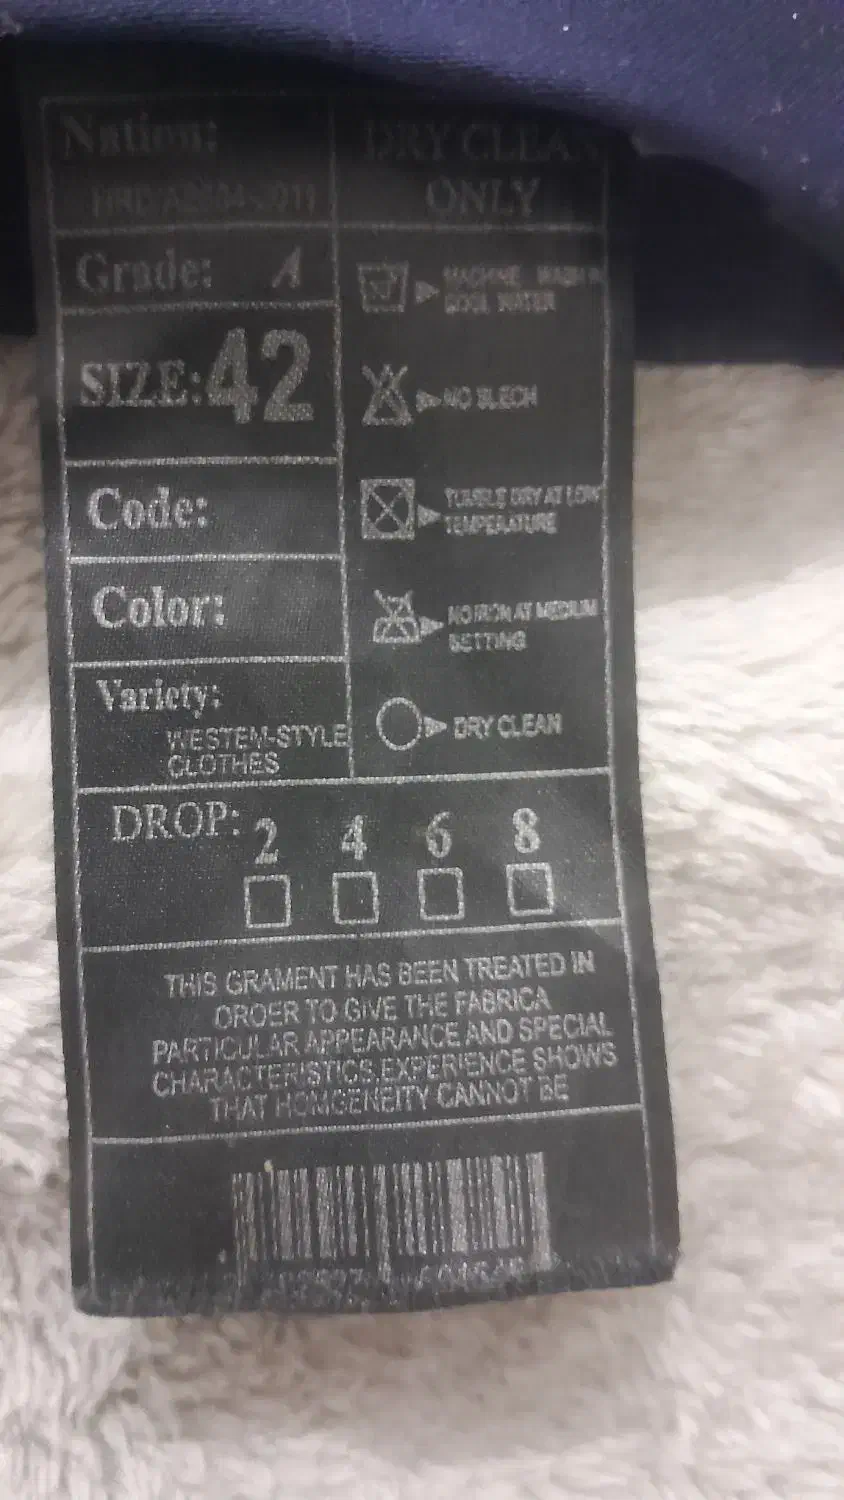 Nation:
Grade: A
SIZE:42
Code:
Color:
Variety:
WESTEM-STYLE
CLOTHES
DRY CLEAN
ONLY
MACHINE WASH
COOL WATER
NO BLECH
TUMBLE DRY AT LOW
TEMPERATURE
NO IRON AT MEDIUM
SETTING
DRY CLEAN
DROP: 2 4 6 8
THIS GRAMENT HAS BEEN TREATED IN
OROER TO GIVE THE FABRICA
PARTICULAR APPEARANCE AND SPECIAL
CHARACTERISTICS.EXPERIENCE SHOWS
THAT HOMGENEITY CANNOT BE